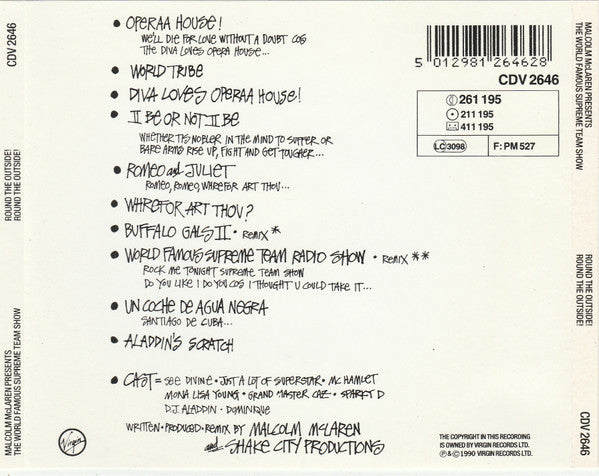 CDV 2646
ROUND THE OUTSIDE!
ROUND THE OUTSIDE!
MALCOLM McLAREN PRESENTS
THE WORLD FAMOUS SUPREME TEAM SHOW
• OPERAA HOUSE!
WE'LL DIE FOR LOVE WITHOUT A DOUBT COS
THE DIVA LOVES OPERA HOUSE...
• WORLD TRIBE
• DIVA LOVES OPERAA HOUSE!
• II BE OR NOT II BE
WHETHER TIS NOBLER IN THE MIND TO SUFFER OR
BARE ARMS RISE UP, FIGHT AND GET TOUGHER...
• ROMEO and JULIET
ROMEO, ROMEO, WHREFOR ART THOU...
• WHREFOR ART THOU?
• BUFFALO GALS II • REMIX *
• WORLD FAMOUS SUPREME TEAM RADIO SHOW • REMIX **
ROCK ME TONIGHT SUPREME TEAM SHOW
DO YOU LIKE I DO YOU COS I THOUGHT U COULD TAKE IT...
• UN COCHE DE AGUA NEGRA
SANTIAGO DE CUBA...
• ALADDIN'S SCRATCH
• CAST = SEE DIVINE • JUST A LOT OF SUPERSTAR • MC HAMLET
MONA LISA YOUNG • GRAND MASTER CAZ • SPARKY D
D.J. ALADDIN • DOMINIQUE
WRITTEN • PRODUCED • REMIX BY MALCOLM McLAREN
and SHAKE CITY PRODUCTIONS
Virgin
5 012981 264628
CDV 2646
261 195
211 195
411 195
LC 3098
F: PM 527
THE COPYRIGHT IN THIS RECORDING
IS OWNED BY VIRGIN RECORDS LTD.
℗ & © 1990 VIRGIN RECORDS LTD.
MALCOLM McLAREN PRESENTS
THE WORLD FAMOUS SUPREME TEAM SHOW
ROUND THE OUTSIDE!
ROUND THE OUTSIDE!
CDV 2646